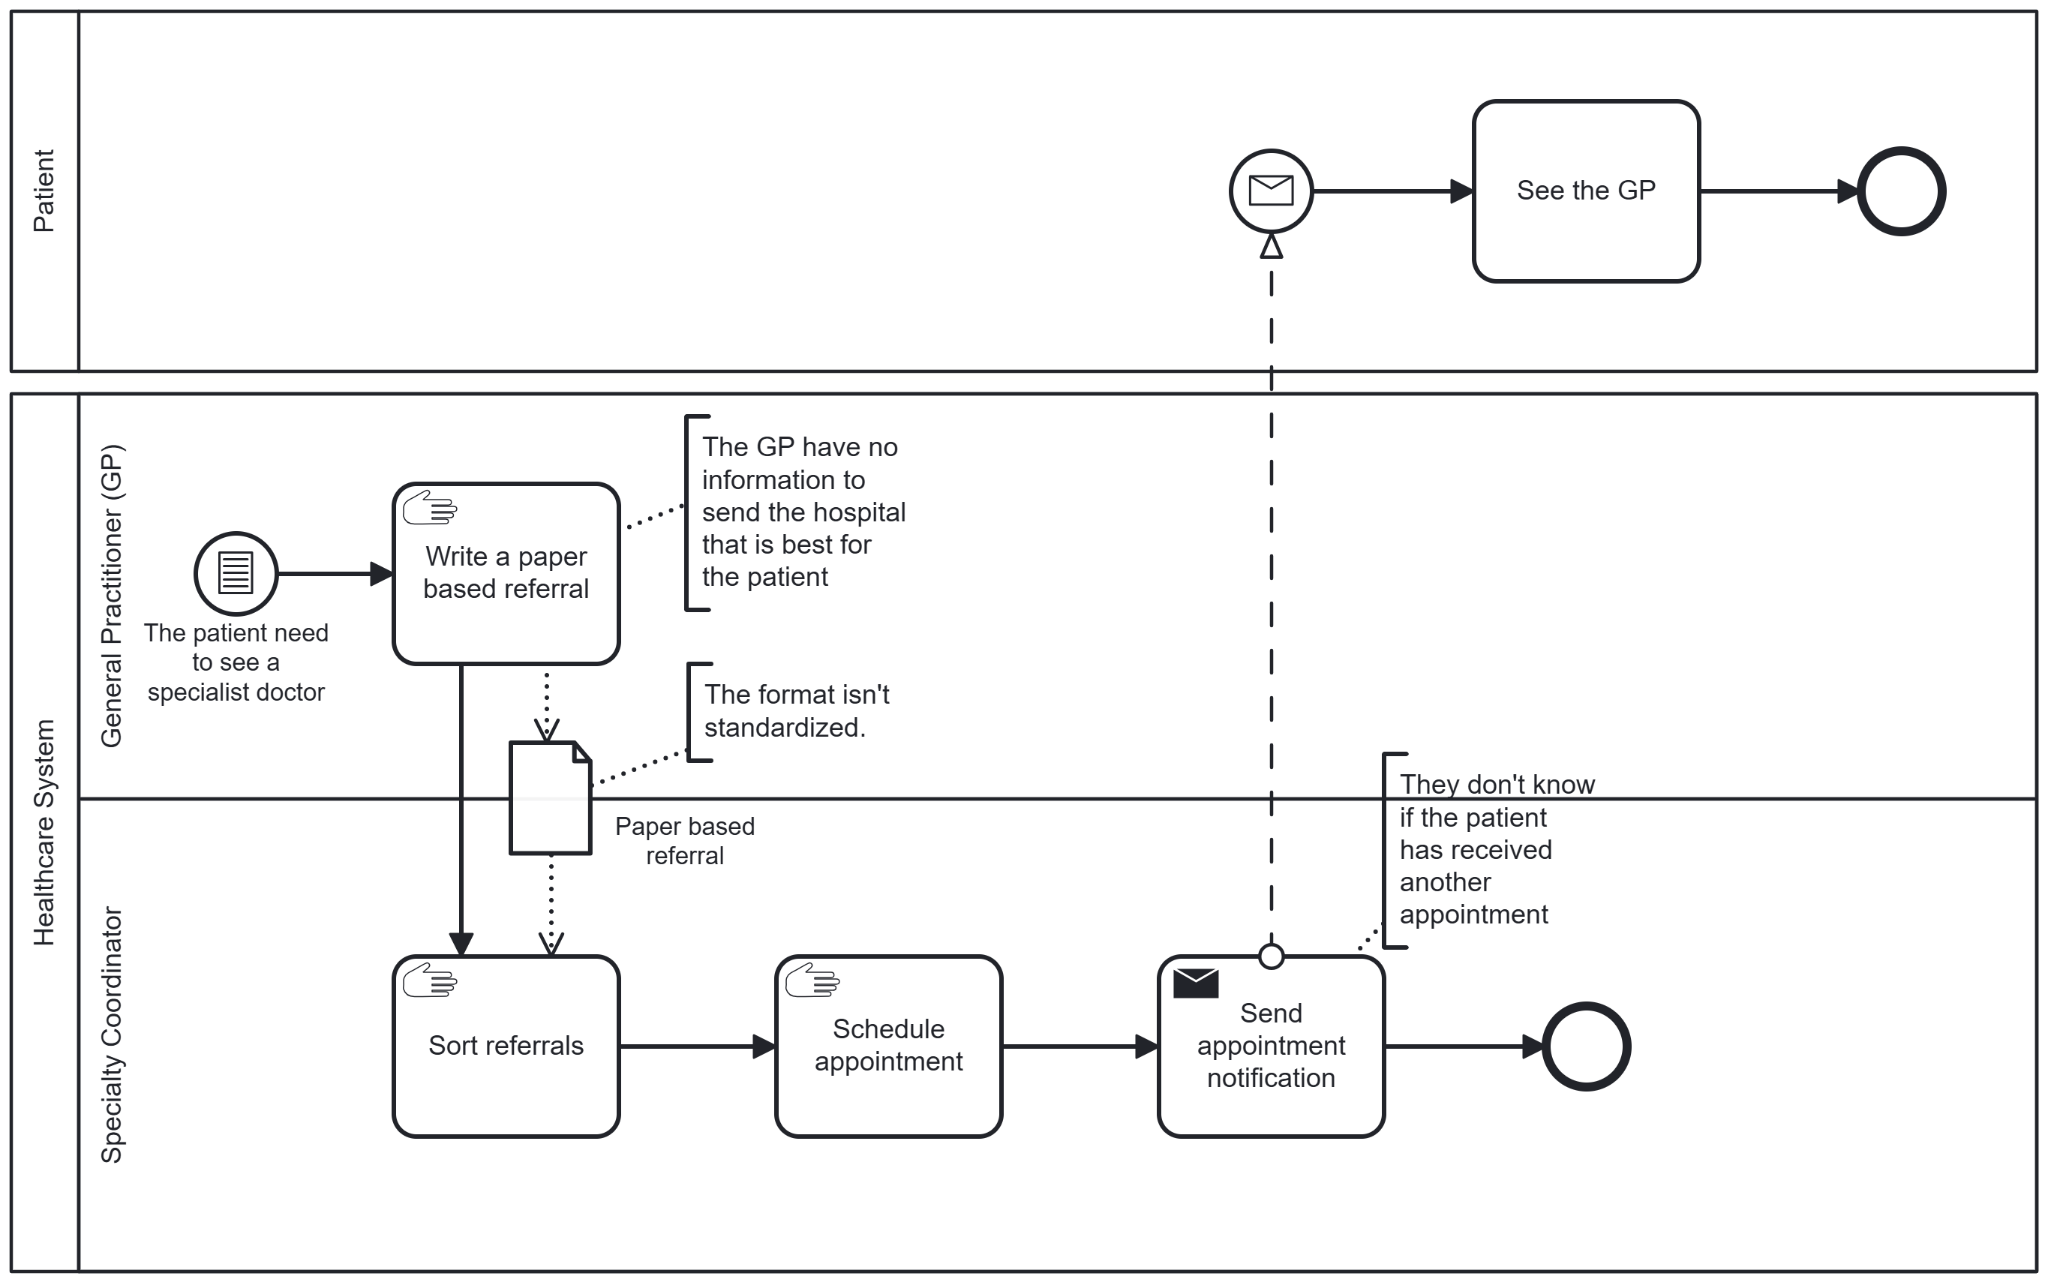 Patient
See the GP
Healthcare System
General Practitioner (GP)
The patient need
to see a
specialist doctor
Write a paper
based referral
The GP have no
information to
send the hospital
that is best for
the patient
The format isn't
standardized.
Paper based
referral
Specialty Coordinator
Sort referrals
Schedule
appointment
Send
appointment
notification
They don't know
if the patient
has received
another
appointment